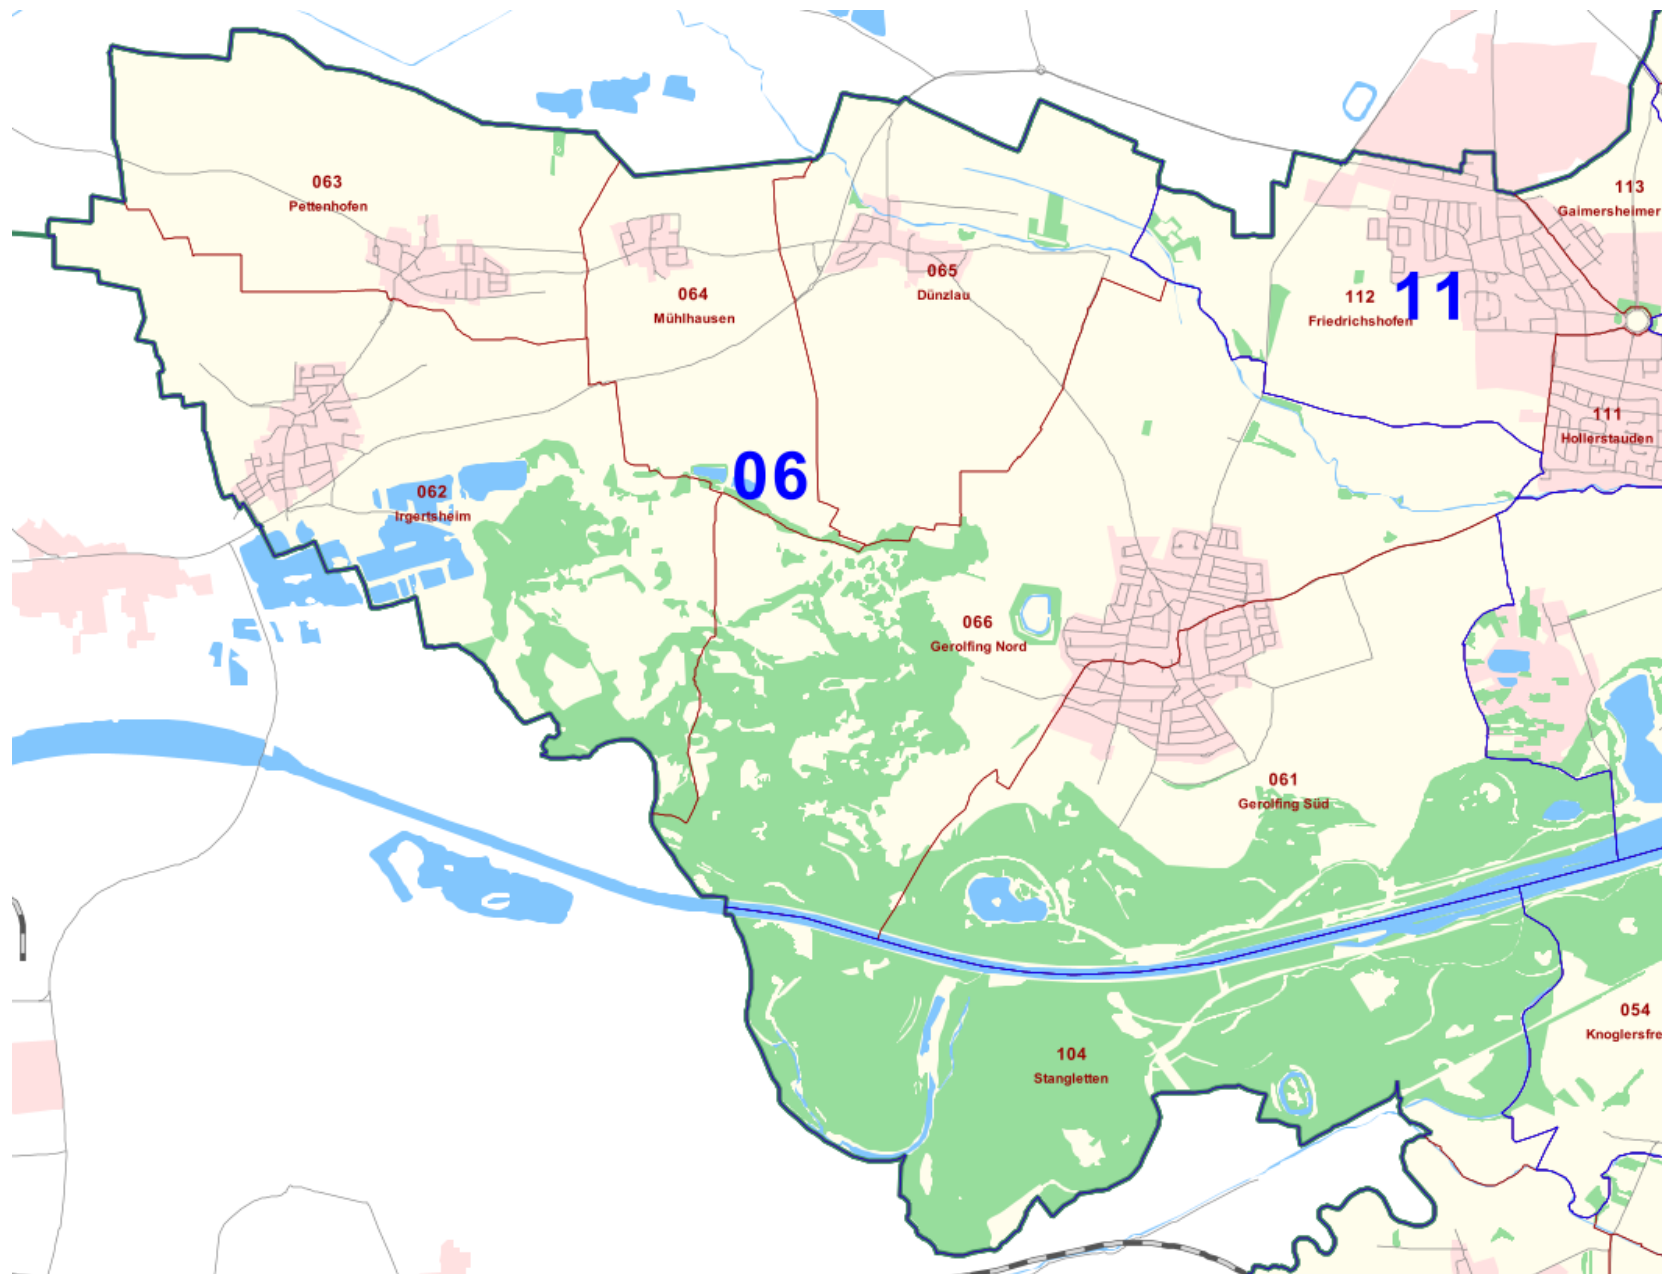 063
Pettenhofen
113
Gaimersheimer
065
Dünzlau
064
Mühlhausen
112
Friedrichshofen
11
111
Hollerstauden
06
062
Irgertsheim
066
Gerolfing Nord
061
Gerolfing Süd
054
Knoglersfre
104
Stangletten